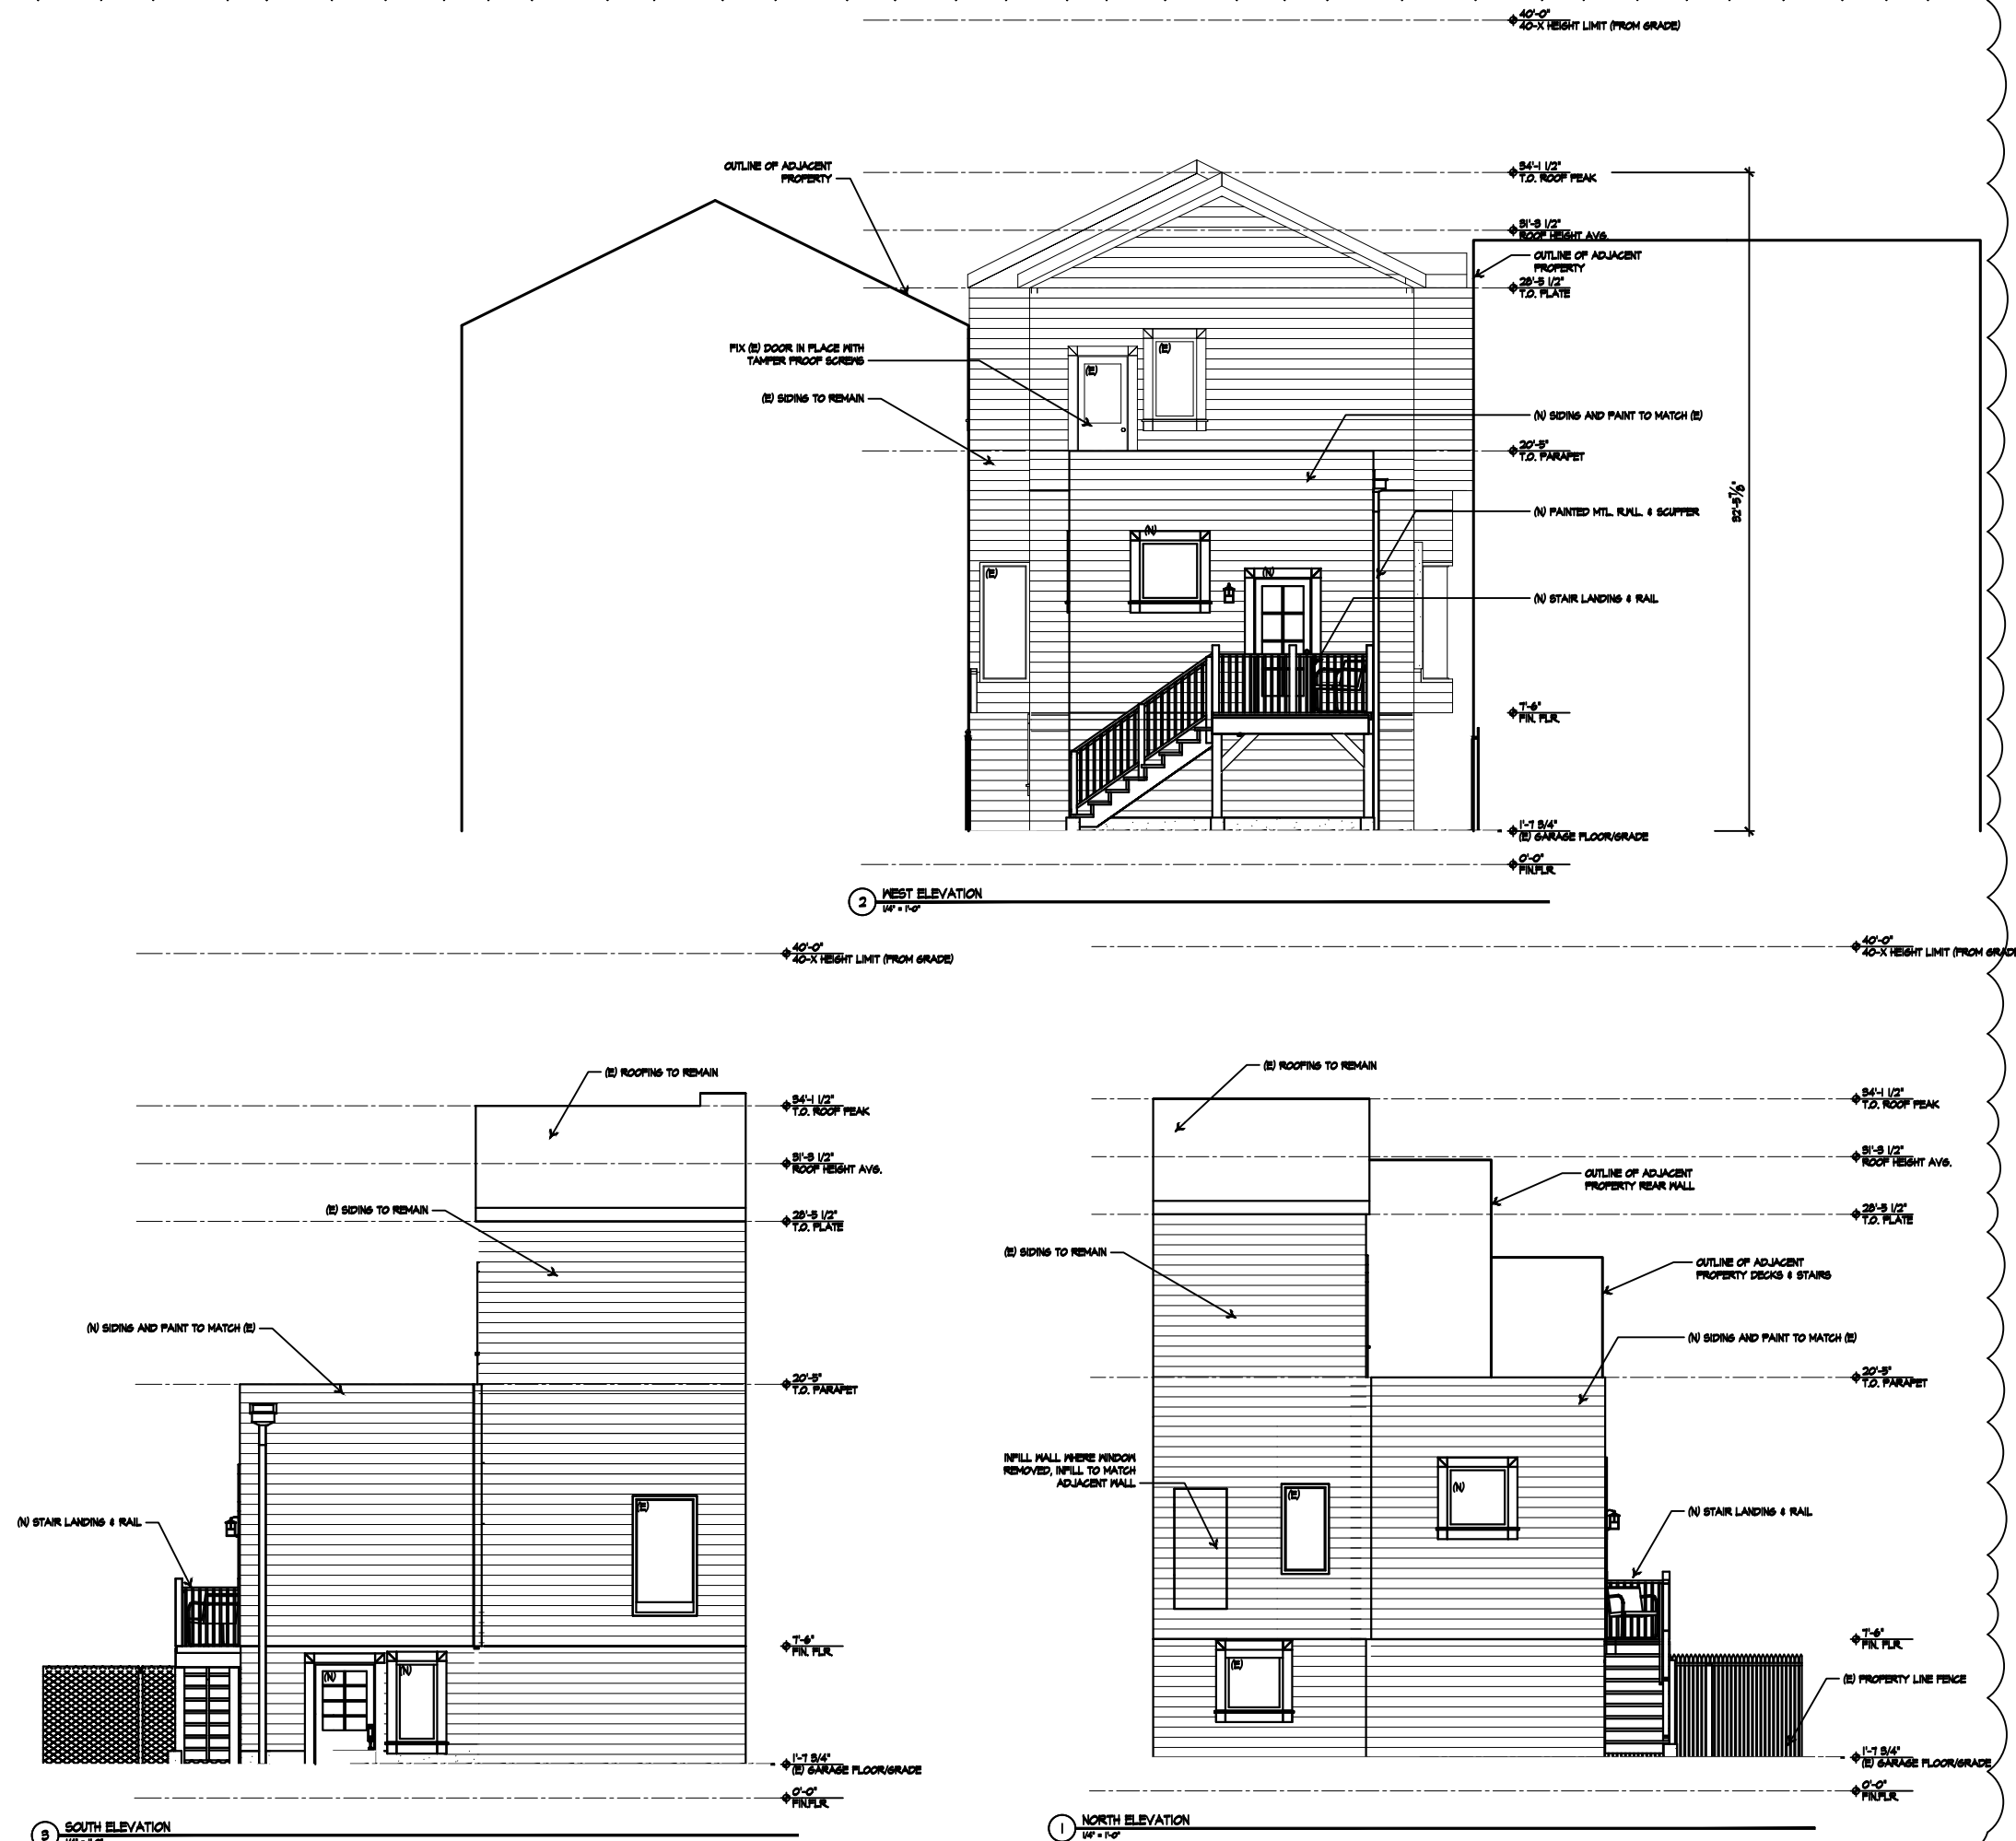 40'-0"
40-X HEIGHT LIMIT (FROM GRADE)
OUTLINE OF ADJACENT
PROPERTY
34'-1 1/2"
T.O. ROOF PEAK
31'-3 1/2"
ROOF HEIGHT AVG.
OUTLINE OF ADJACENT
PROPERTY
28'-5 1/2"
T.O. PLATE
FIX (E) DOOR IN PLACE WITH
TAMPER PROOF SCREWS
(E)
(E)
(E) SIDING TO REMAIN
(N) SIDING AND PAINT TO MATCH (E)
20'-5"
T.O. PARAPET
32'-5 7/8"
(N) PAINTED MTL. R.W.L. & SCUPPER
(N)
(E)
(N)
(N) STAIR LANDING & RAIL
7'-6"
FIN. FLR.
1'-7 3/4"
(E) GARAGE FLOOR/GRADE
0'-0"
FIN.FLR.
2 WEST ELEVATION
1/4" = 1'-0"
40'-0"
40-X HEIGHT LIMIT (FROM GRADE)
(E) ROOFING TO REMAIN
34'-1 1/2"
T.O. ROOF PEAK
31'-3 1/2"
ROOF HEIGHT AVG.
(E) SIDING TO REMAIN
28'-5 1/2"
T.O. PLATE
(N) SIDING AND PAINT TO MATCH (E)
20'-5"
T.O. PARAPET
(E)
(N) STAIR LANDING & RAIL
7'-6"
FIN. FLR.
(N)
(N)
1'-7 3/4"
(E) GARAGE FLOOR/GRADE
0'-0"
FIN.FLR.
3 SOUTH ELEVATION
40'-0"
40-X HEIGHT LIMIT (FROM GRADE
(E) ROOFING TO REMAIN
34'-1 1/2"
T.O. ROOF PEAK
31'-3 1/2"
ROOF HEIGHT AVG.
OUTLINE OF ADJACENT
PROPERTY REAR WALL
28'-5 1/2"
T.O. PLATE
(E) SIDING TO REMAIN
OUTLINE OF ADJACENT
PROPERTY DECKS & STAIRS
(N) SIDING AND PAINT TO MATCH (E)
20'-5"
T.O. PARAPET
INFILL WALL WHERE WINDOW
REMOVED, INFILL TO MATCH
ADJACENT WALL
(E)
(N)
(N) STAIR LANDING & RAIL
7'-6"
FIN. FLR.
(E)
(E) PROPERTY LINE FENCE
1'-7 3/4"
(E) GARAGE FLOOR/GRADE
0'-0"
FIN.FLR.
1 NORTH ELEVATION
1/4" = 1'-0"